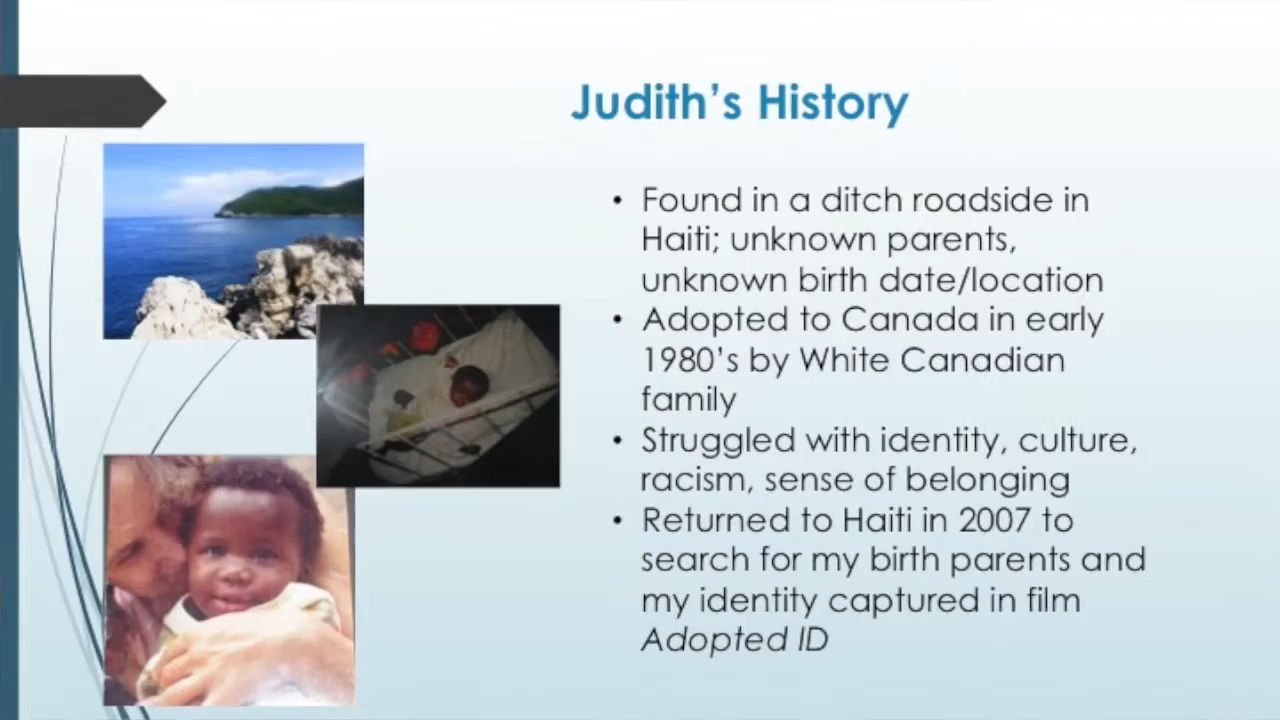 Judith’s History
• Found in a ditch roadside in
Haiti; unknown parents,
unknown birth date/location
• Adopted to Canada in early
1980’s by White Canadian
family
• Struggled with identity, culture,
racism, sense of belonging
• Returned to Haiti in 2007 to
search for my birth parents and
my identity captured in film
Adopted ID